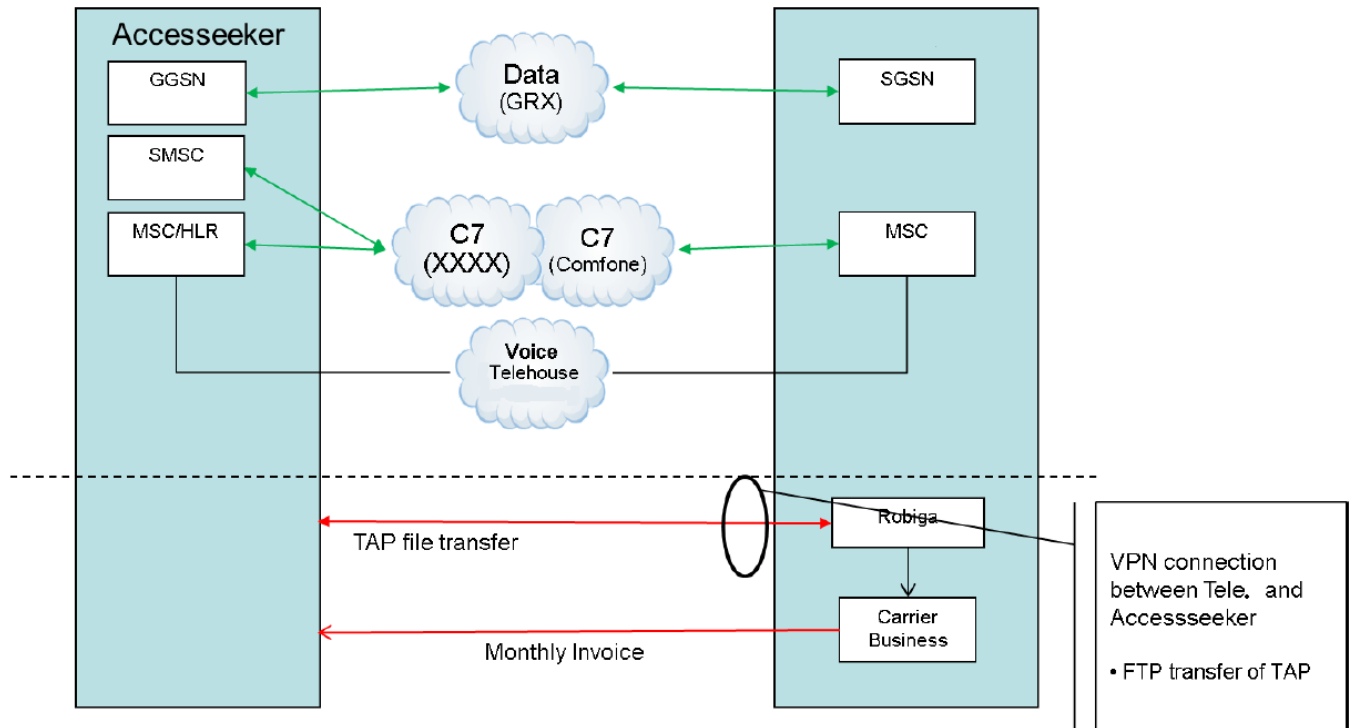 Accesseeker
GGSN
Data
(GRX)
SGSN
SMSC
MSC/HLR
C7
(XXXX)
C7
(Comfone)
MSC
Voice
Telehouse
TAP file transfer
Robiga
Monthly Invoice
Carrier
Business
VPN connection
between Tele. and
Accessseeker
• FTP transfer of TAP